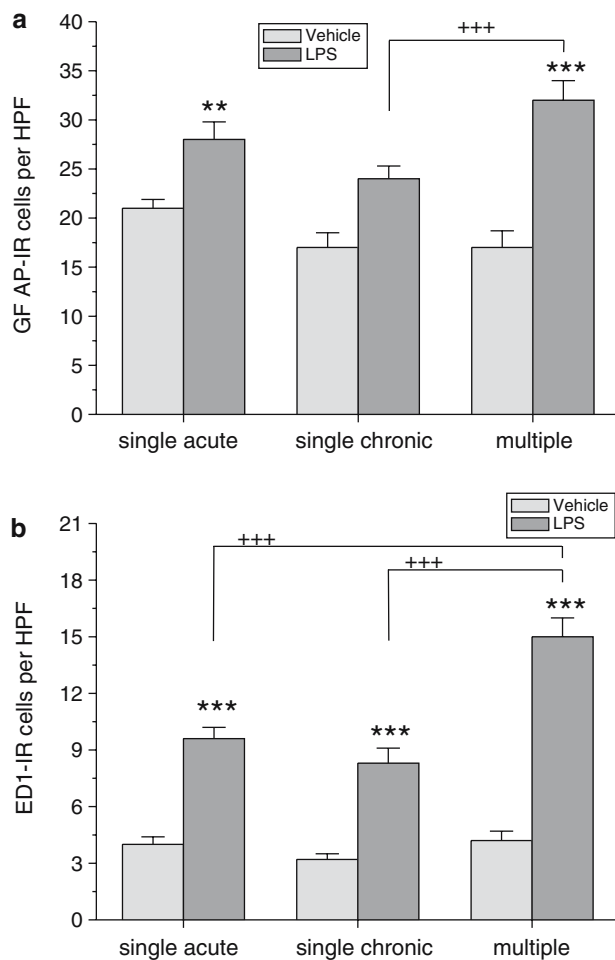 a
Vehicle
LPS
GF AP-IR cells per HPF
40
35
30
25
20
15
10
5
0
**
+++
***
single acute single chronic multiple
b
Vehicle
LPS
ED1-IR cells per HPF
21
18
15
12
9
6
3
0
+++
+++
***
***
***
single acute single chronic multiple